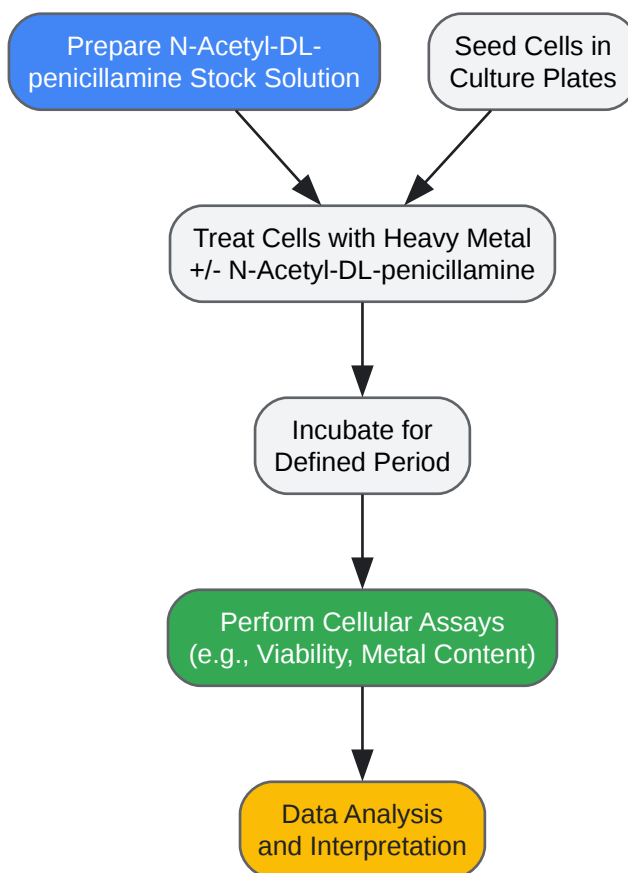 Prepare N-Acetyl-DL-
penicillamine Stock Solution
Seed Cells in
Culture Plates
Treat Cells with Heavy Metal
+/- N-Acetyl-DL-penicillamine
Incubate for
Defined Period
Perform Cellular Assays
(e.g., Viability, Metal Content)
Data Analysis
and Interpretation